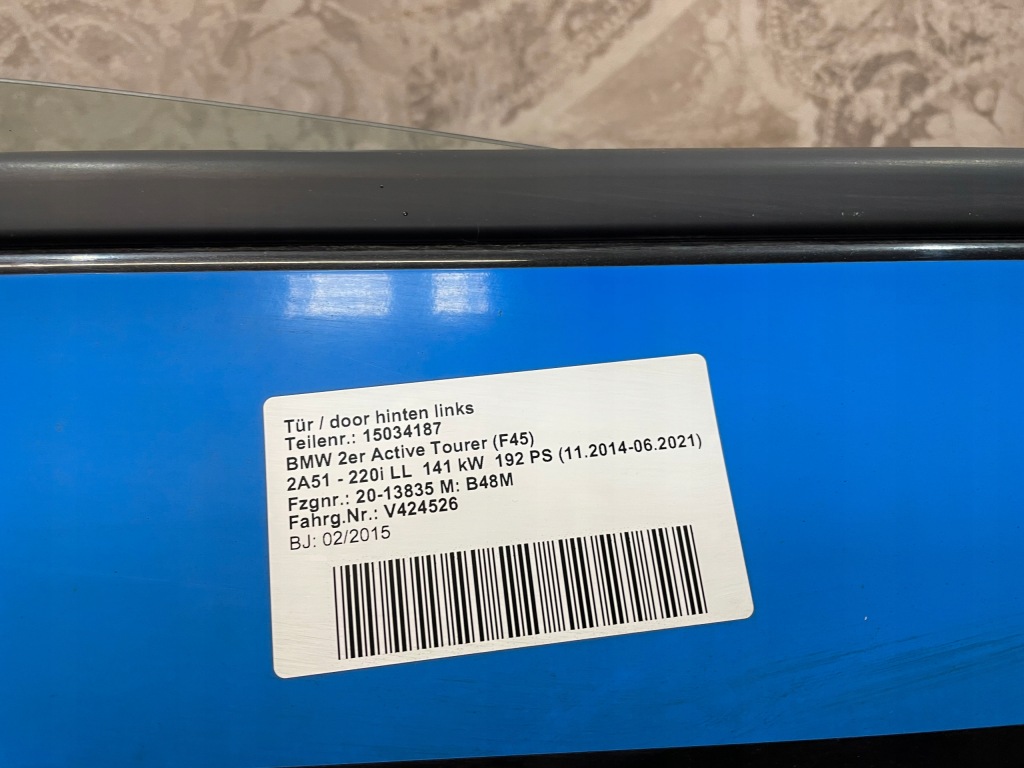 Tür / door hinten links
Teilenr.: 15034187
BMW 2er Active Tourer (F45)
2A51 - 220i LL 141 kW 192 PS (11.2014-06.2021)
Fzgnr.: 20-13835 M: B48M
Fahrg.Nr.: V424526
BJ: 02/2015